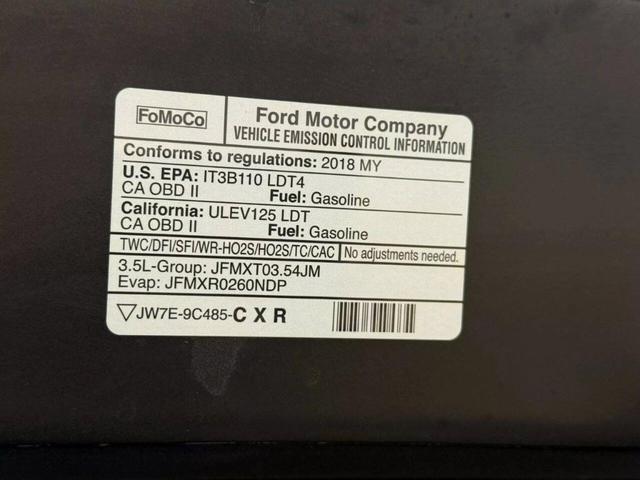 FoMoCo
Ford Motor Company
VEHICLE EMISSION CONTROL INFORMATION
Conforms to regulations: 2018 MY
U.S. EPA: IT3B110 LDT4
CA OBD II Fuel: Gasoline
California: ULEV125 LDT
CA OBD II Fuel: Gasoline
TWC/DFI/SFI/WR-HO2S/HO2S/TC/CAC No adjustments needed.
3.5L-Group: JFMXT03.54JM
Evap: JFMXR0260NDP
▽JW7E-9C485-C X R